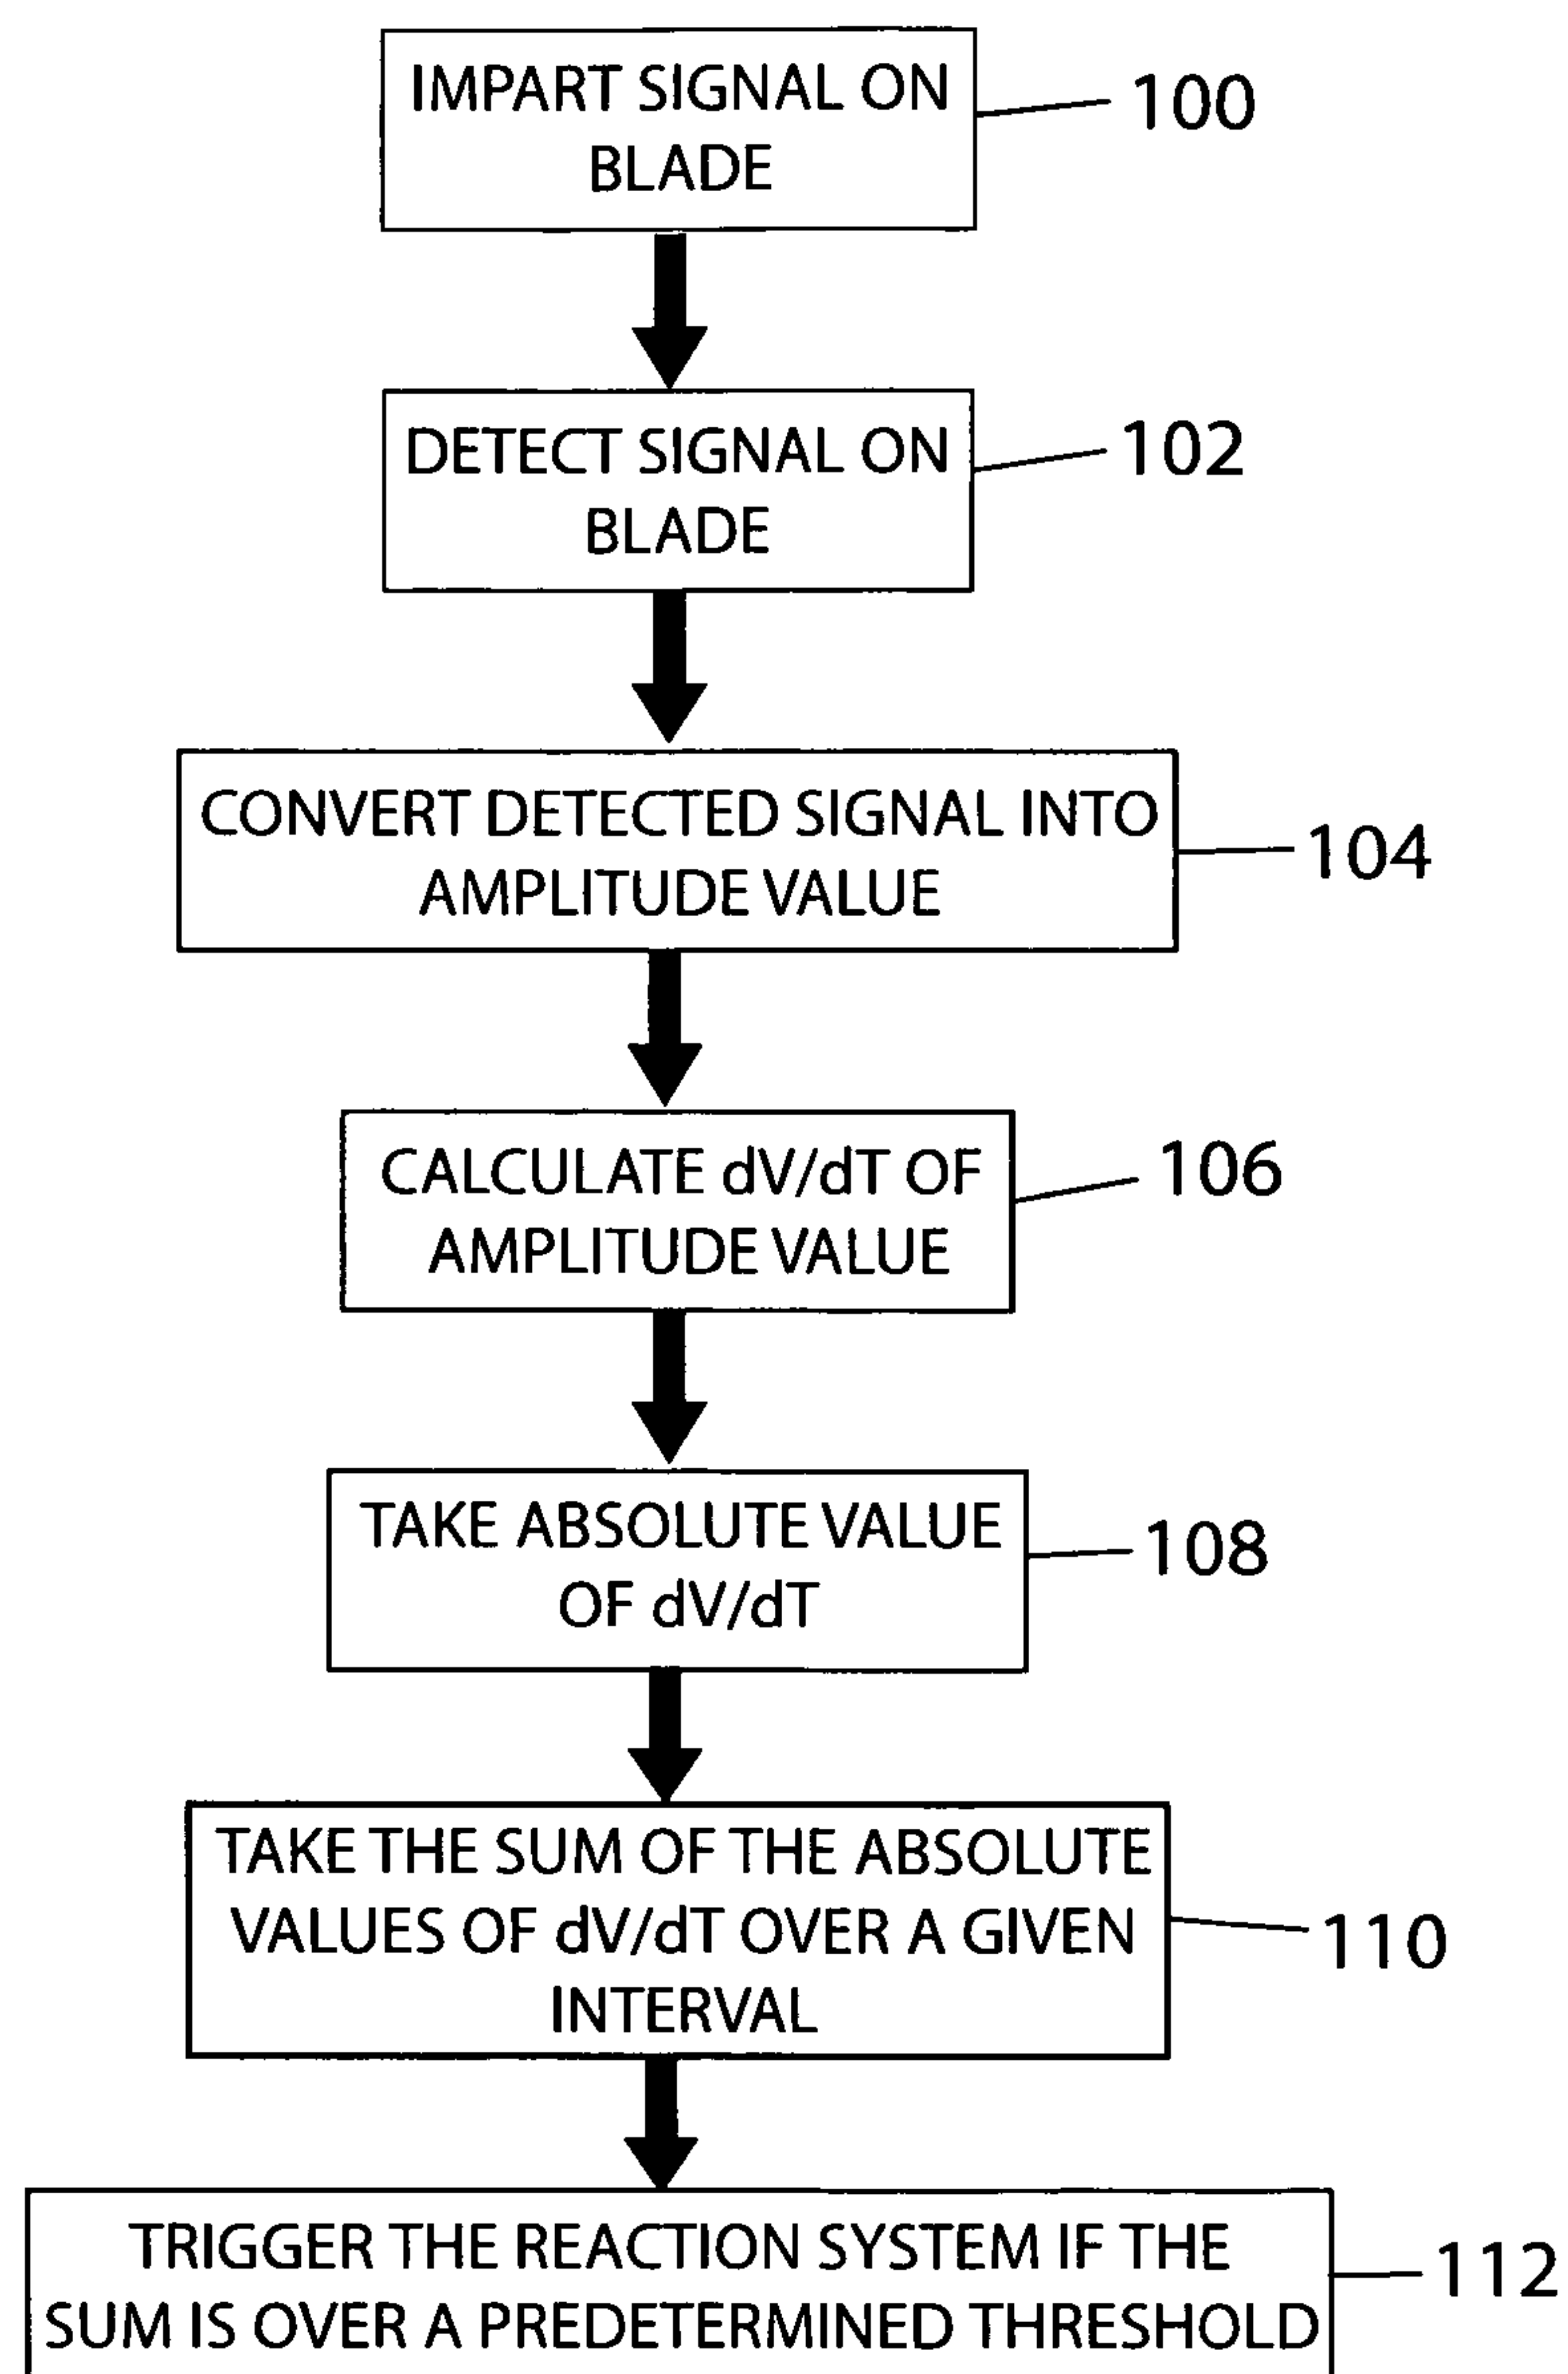 IMPART SIGNAL ON
BLADE
100
DETECT SIGNAL ON
BLADE
102
CONVERT DETECTED SIGNAL INTO
AMPLITUDE VALUE
104
CALCULATE dV/dT OF
AMPLITUDE VALUE
106
TAKE ABSOLUTE VALUE
OF dV/dT
108
TAKE THE SUM OF THE ABSOLUTE
VALUES OF dV/dT OVER A GIVEN
INTERVAL
110
TRIGGER THE REACTION SYSTEM IF THE
SUM IS OVER A PREDETERMINED THRESHOLD
112